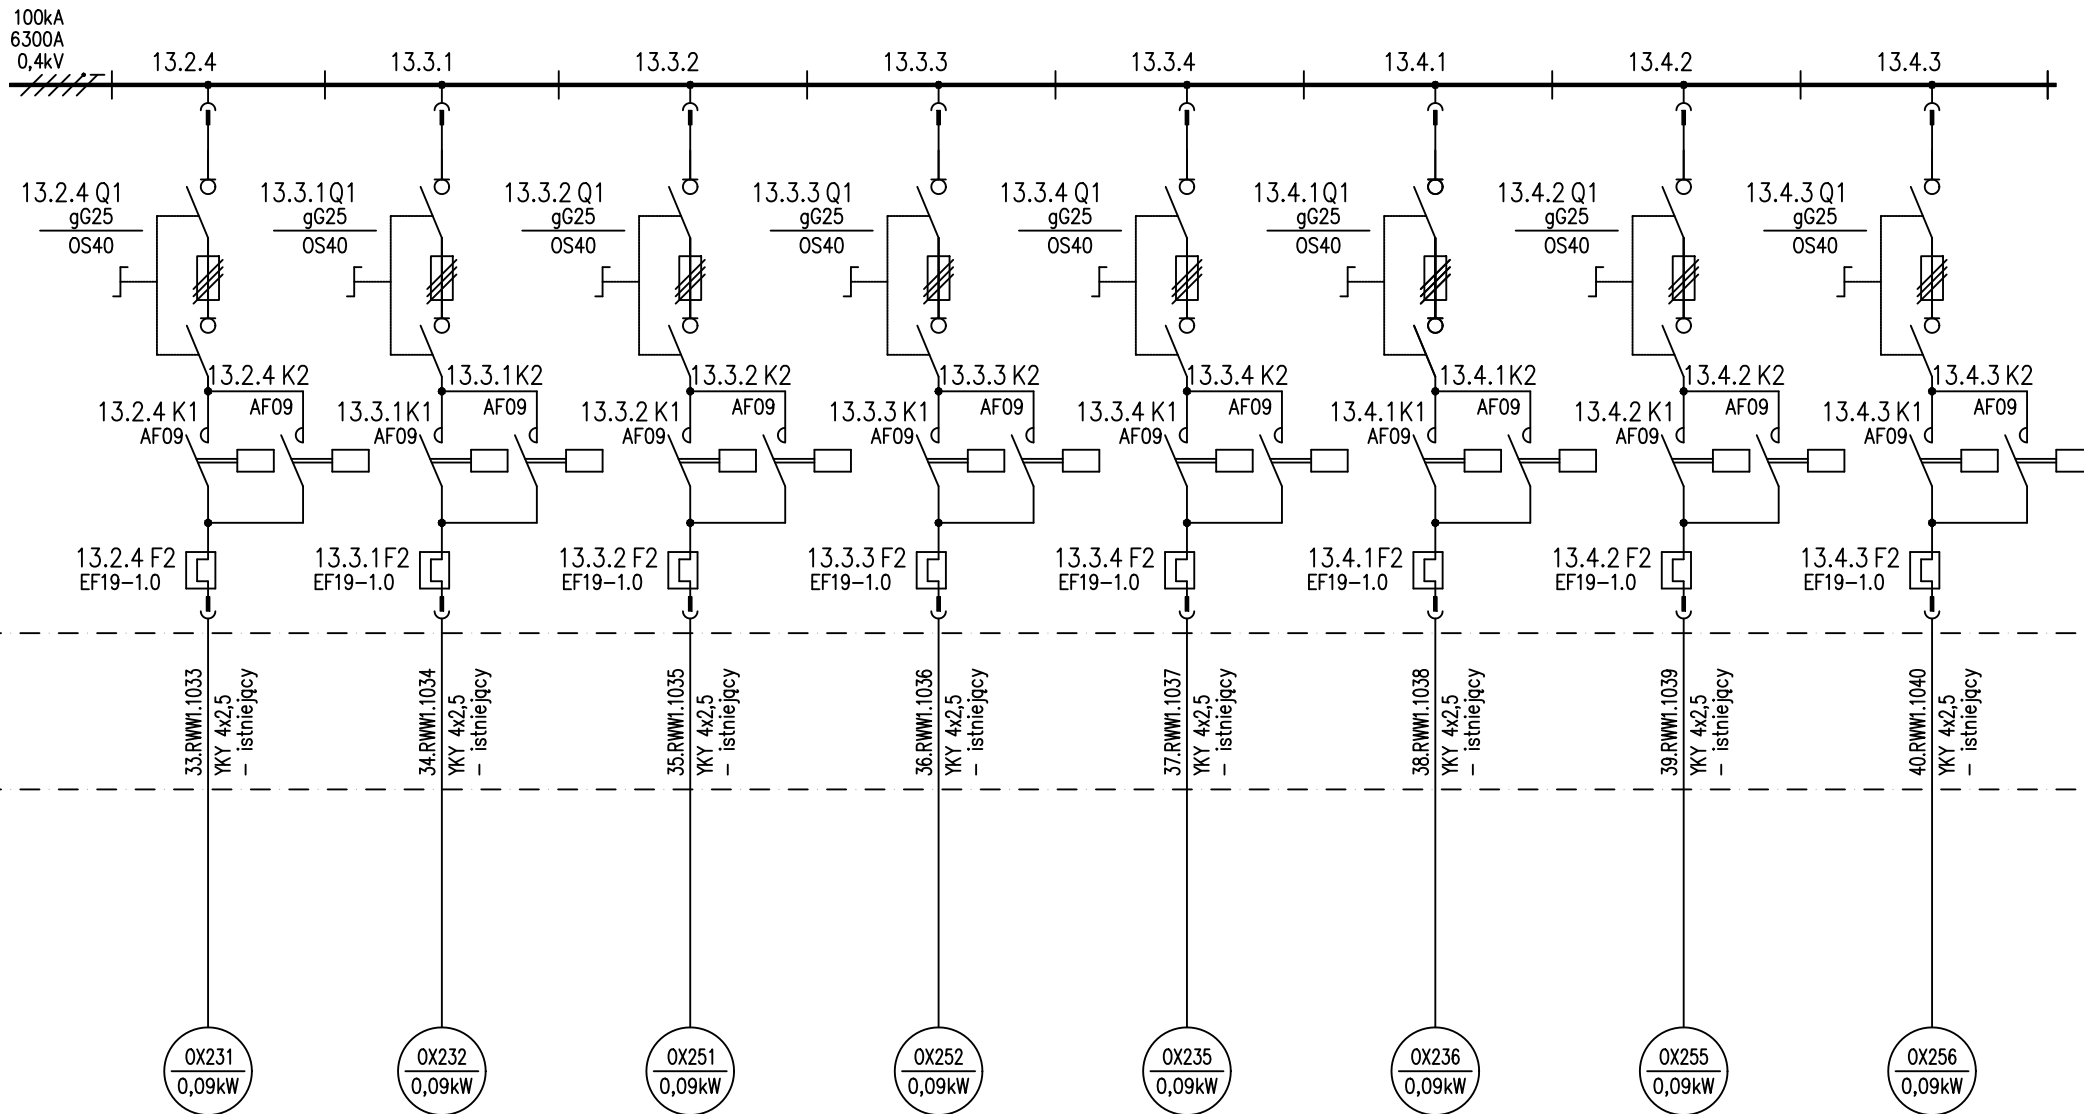 100kA
6300A
0,4kV
13.2.4
13.3.1
13.3.2
13.3.3
13.3.4
13.4.1
13.4.2
13.4.3
13.2.4 Q1
gG25
OS40
13.3.1 Q1
gG25
OS40
13.3.2 Q1
gG25
OS40
13.3.3 Q1
gG25
OS40
13.3.4 Q1
gG25
OS40
13.4.1 Q1
gG25
OS40
13.4.2 Q1
gG25
OS40
13.4.3 Q1
gG25
OS40
13.2.4 K2
AF09
13.3.1 K2
AF09
13.3.2 K2
AF09
13.3.3 K2
AF09
13.3.4 K2
AF09
13.4.1 K2
AF09
13.4.2 K2
AF09
13.4.3 K2
AF09
13.2.4 K1
AF09
13.3.1 K1
AF09
13.3.2 K1
AF09
13.3.3 K1
AF09
13.3.4 K1
AF09
13.4.1 K1
AF09
13.4.2 K1
AF09
13.4.3 K1
AF09
13.2.4 F2
EF19-1.0
13.3.1 F2
EF19-1.0
13.3.2 F2
EF19-1.0
13.3.3 F2
EF19-1.0
13.3.4 F2
EF19-1.0
13.4.1 F2
EF19-1.0
13.4.2 F2
EF19-1.0
13.4.3 F2
EF19-1.0
33.RWW1.1033
YKY 4x2,5
- istniejący
34.RWW1.1034
YKY 4x2,5
- istniejący
35.RWW1.1035
YKY 4x2,5
- istniejący
36.RWW1.1036
YKY 4x2,5
- istniejący
37.RWW1.1037
YKY 4x2,5
- istniejący
38.RWW1.1038
YKY 4x2,5
- istniejący
39.RWW1.1039
YKY 4x2,5
- istniejący
40.RWW1.1040
YKY 4x2,5
- istniejący
0X231
0,09kW
0X232
0,09kW
0X251
0,09kW
0X252
0,09kW
0X235
0,09kW
0X236
0,09kW
0X255
0,09kW
0X256
0,09kW